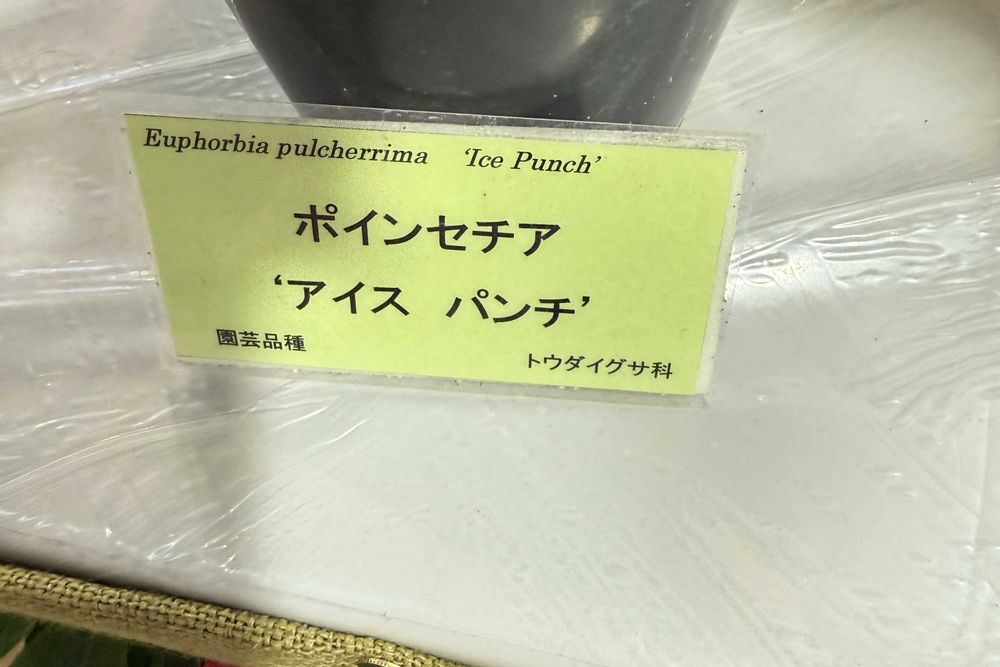 Euphorbia pulcherrima ‘Ice Punch’
ポインセチア
‘アイス　パンチ’
園芸品種
トウダイグサ科